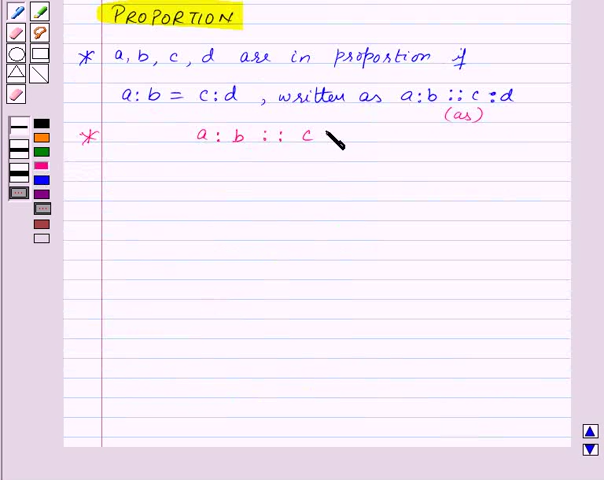 PROPORTION
* a, b, c, d are in proportion if
a : b = c : d , written as a : b :: c : d
(as)
* a : b :: c